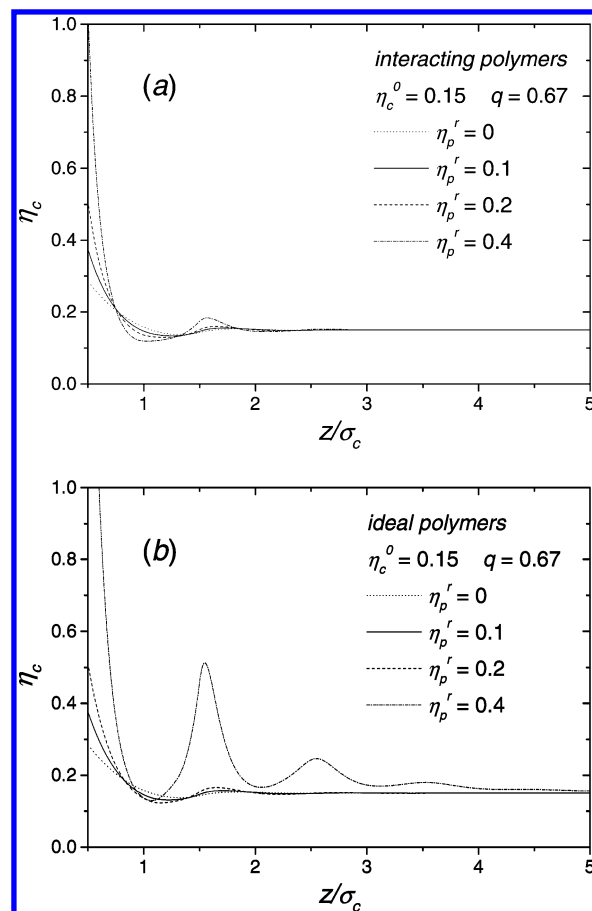 1.0
(a)
interacting polymers
η_c^0 = 0.15 q = 0.67
η_p^r = 0
η_p^r = 0.1
η_p^r = 0.2
η_p^r = 0.4
0.8
0.6
0.4
0.2
0.0
η_c
1 2 3 4 5
z/σ_c
1.0
(b)
ideal polymers
η_c^0 = 0.15 q = 0.67
η_p^r = 0
η_p^r = 0.1
η_p^r = 0.2
η_p^r = 0.4
0.8
0.6
0.4
0.2
0.0
η_c
1 2 3 4 5
z/σ_c